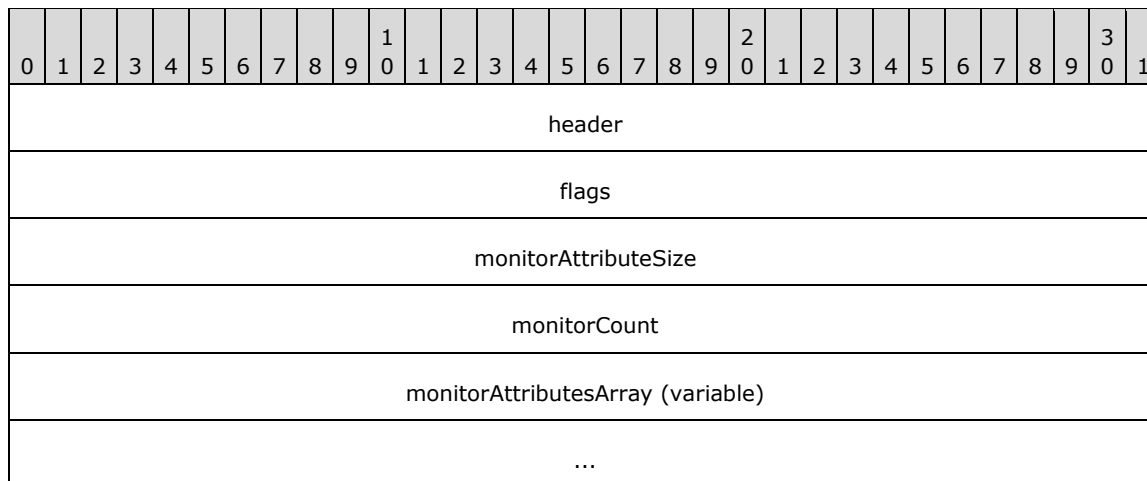 1 2 3
0 1 2 3 4 5 6 7 8 9 0 1 2 3 4 5 6 7 8 9 0 1 2 3 4 5 6 7 8 9 0 1
header
flags
monitorAttributeSize
monitorCount
monitorAttributesArray (variable)
...